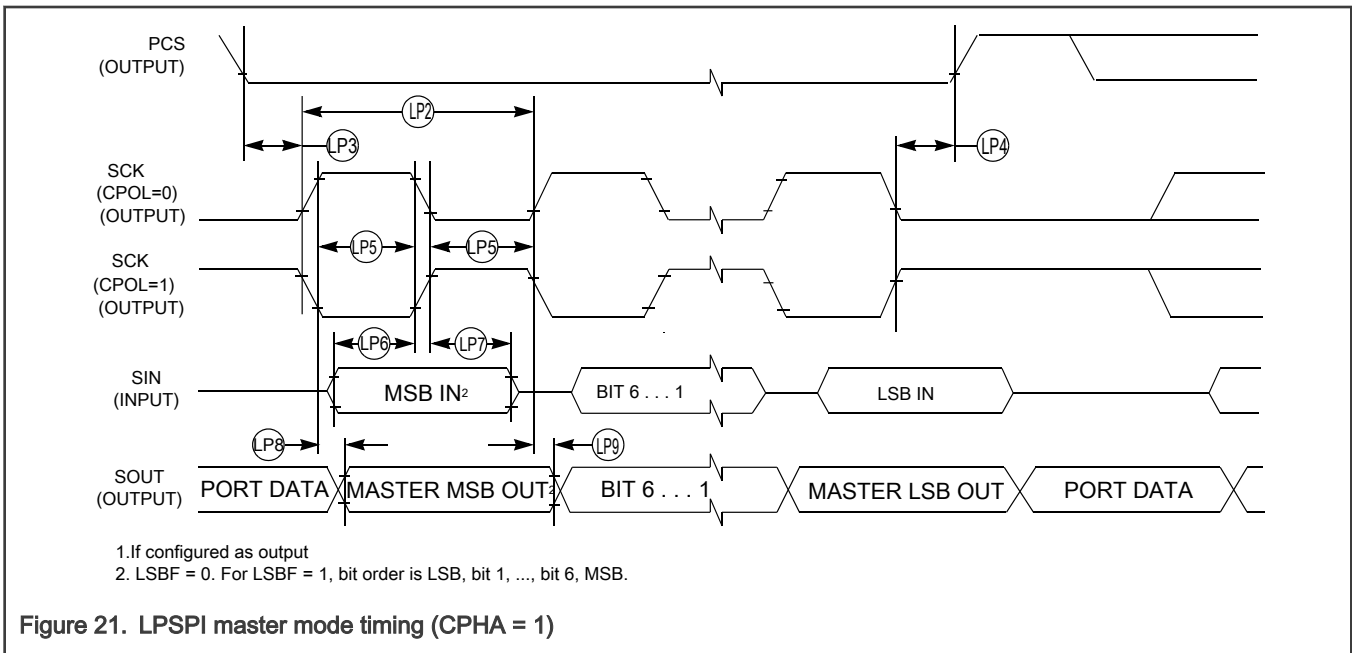 PCS
(OUTPUT)
LP2
LP3
LP4
SCK
(CPOL=0)
(OUTPUT)
LP5
LP5
SCK
(CPOL=1)
(OUTPUT)
LP6
LP7
SIN
(INPUT)
MSB IN2
BIT 6 . . . 1
LSB IN
LP8
LP9
SOUT
(OUTPUT)
PORT DATA
MASTER MSB OUT2
BIT 6 . . . 1
MASTER LSB OUT
PORT DATA
1.If configured as output
2. LSBF = 0. For LSBF = 1, bit order is LSB, bit 1, ..., bit 6, MSB.
Figure 21. LPSPI master mode timing (CPHA = 1)